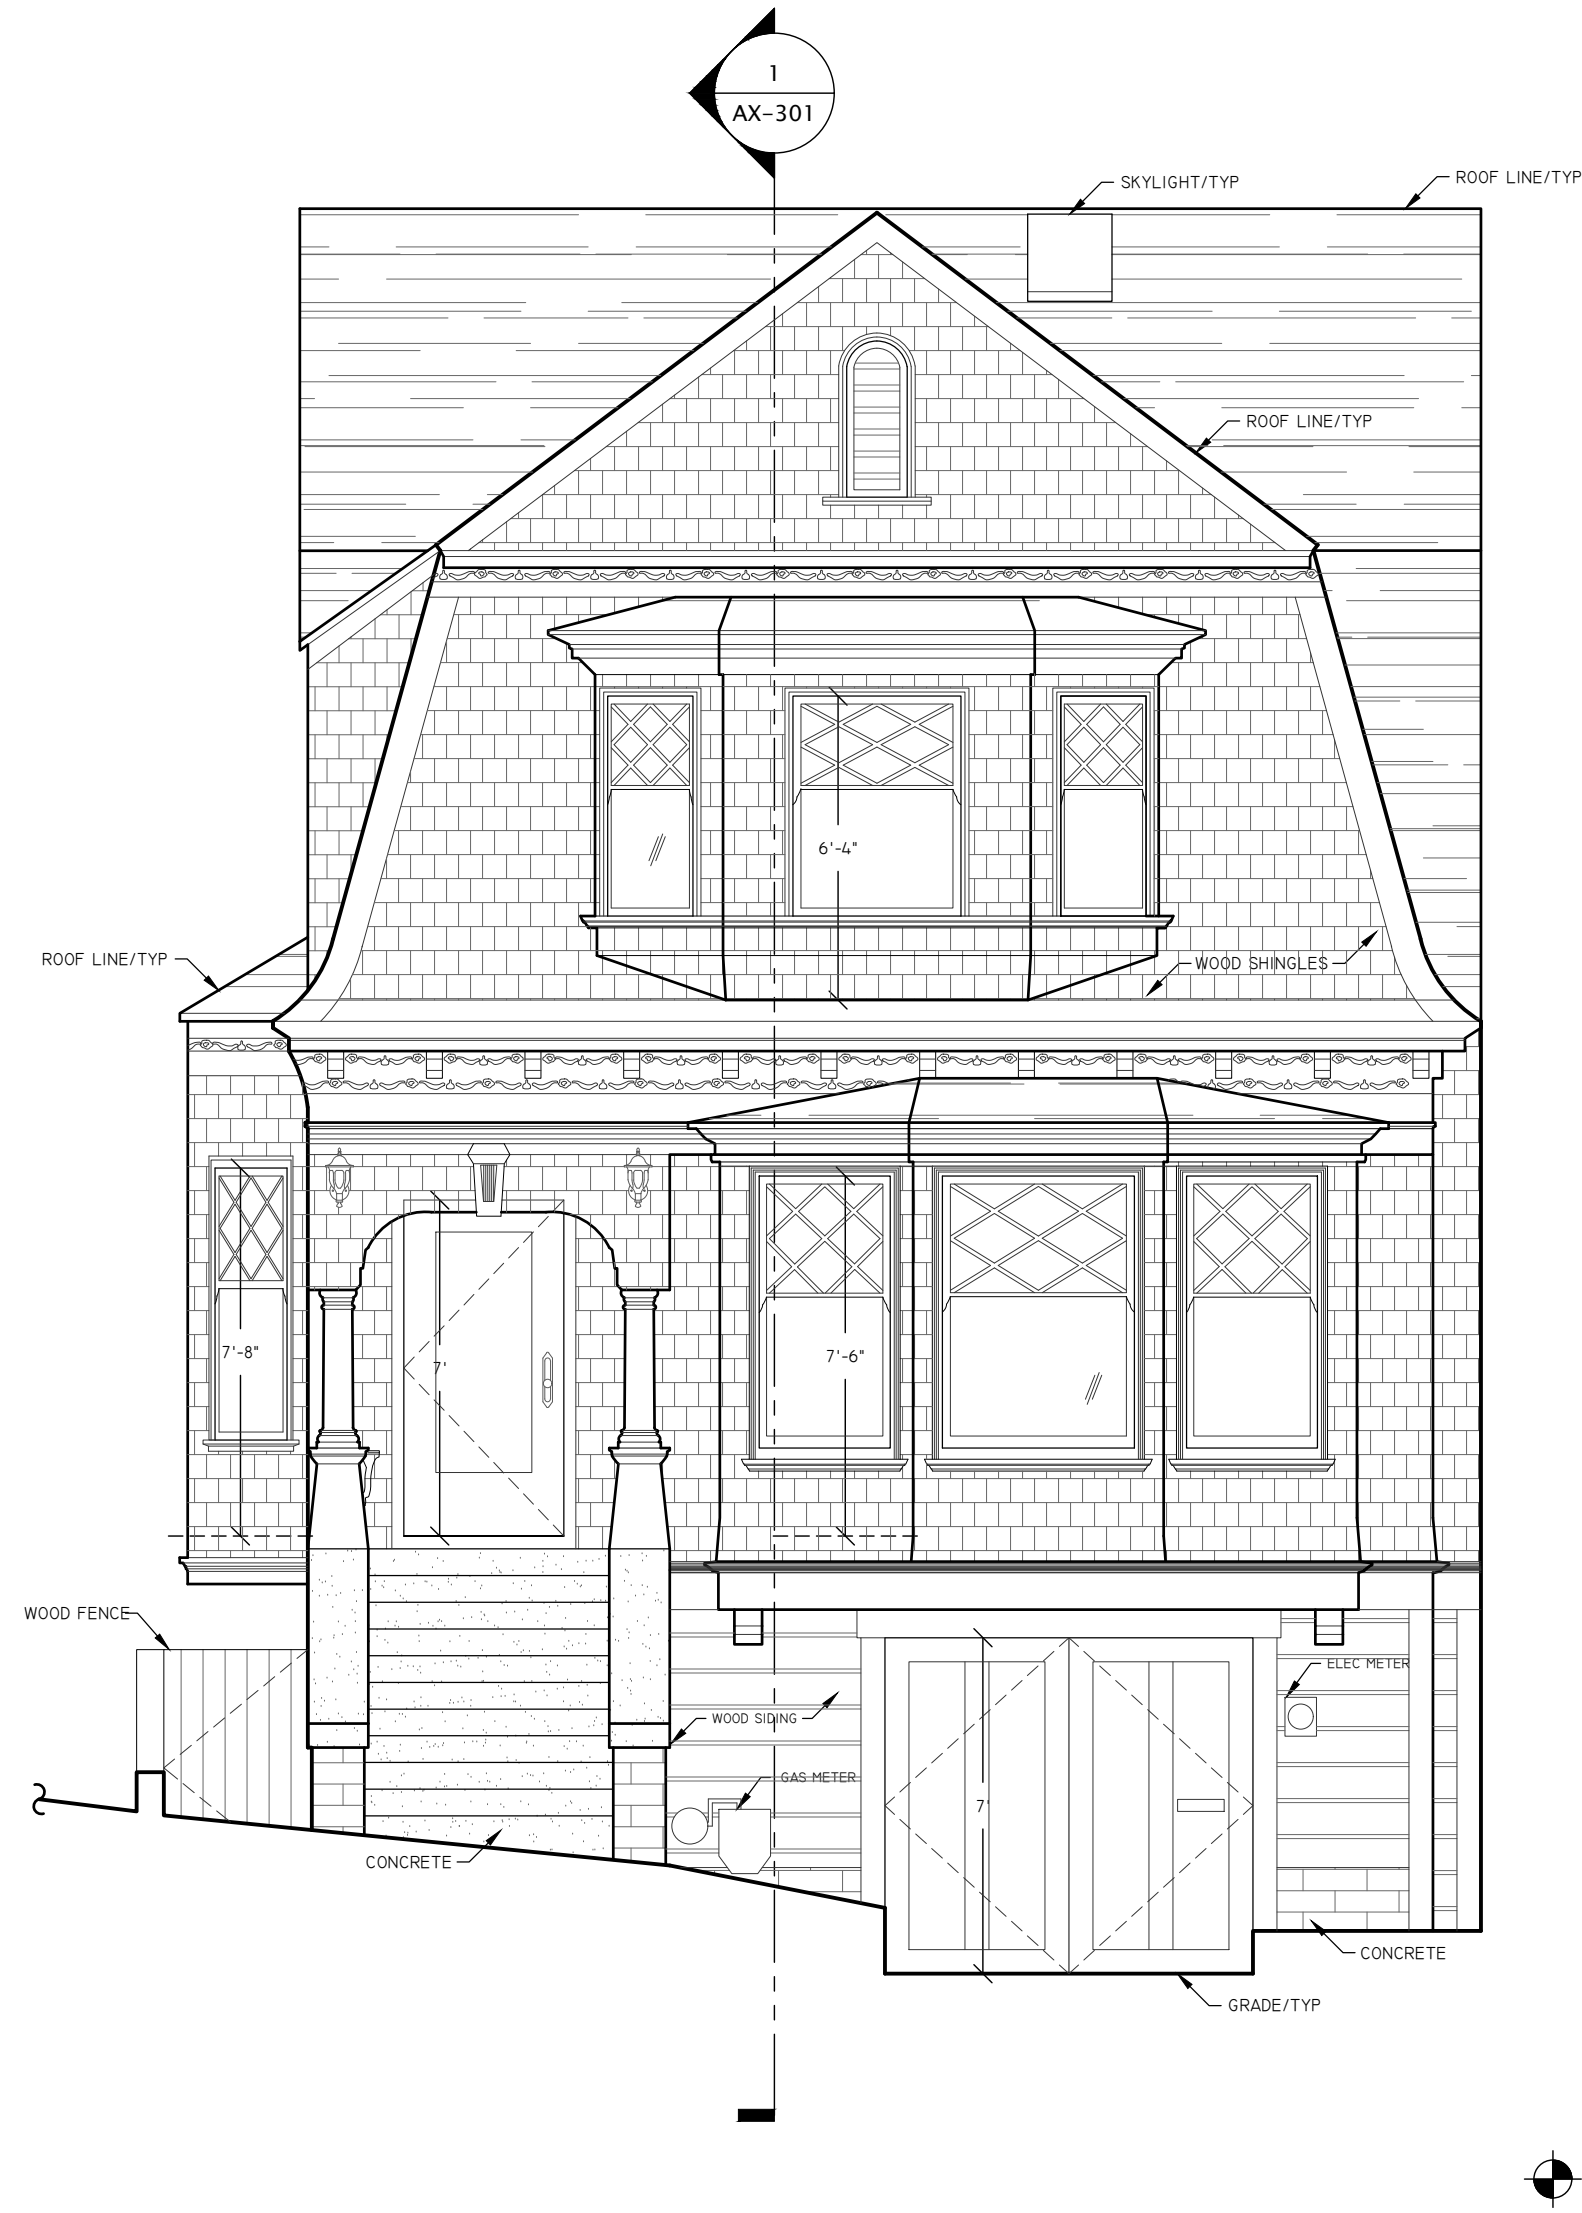 1
AX-301
SKYLIGHT/TYP
ROOF LINE/TYP
ROOF LINE/TYP
6'-4"
ROOF LINE/TYP
WOOD SHINGLES
7'-8"
7'
7'-6"
WOOD FENCE
ELEC METER
WOOD SIDING
GAS METER
7'
CONCRETE
CONCRETE
GRADE/TYP